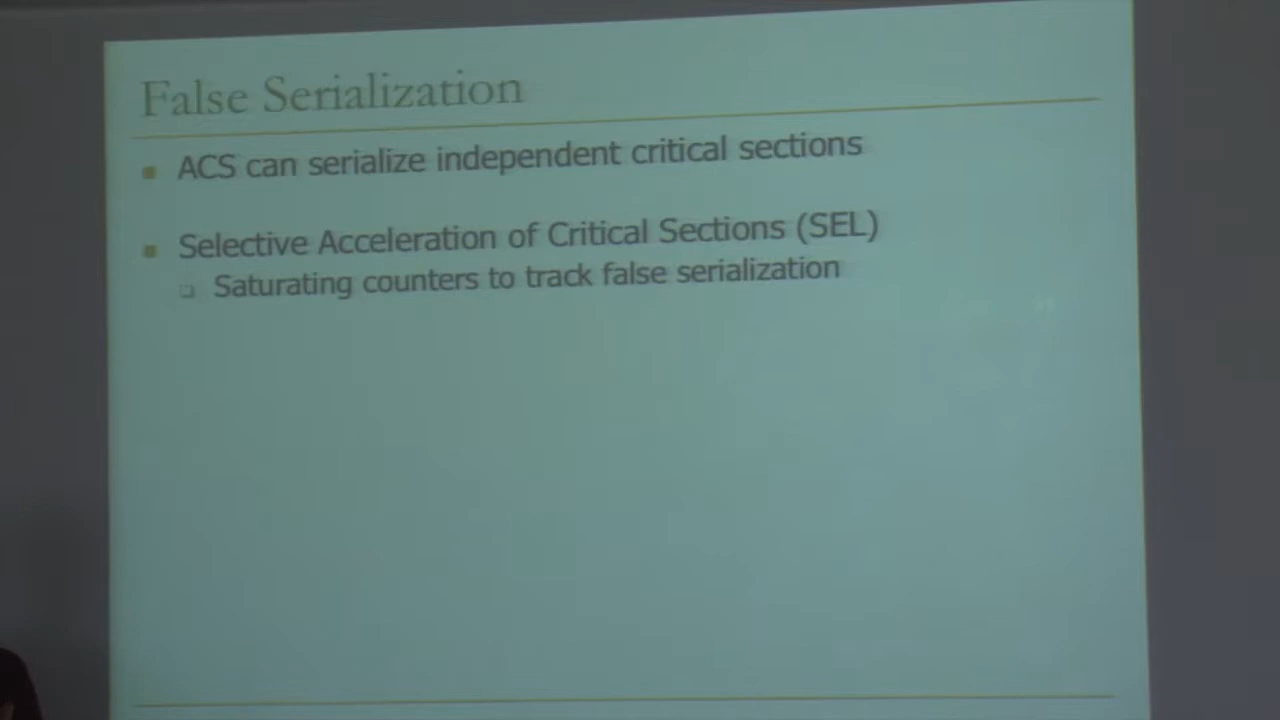 False Serialization
ACS can serialize independent critical sections
Selective Acceleration of Critical Sections (SEL)
Saturating counters to track false serialization